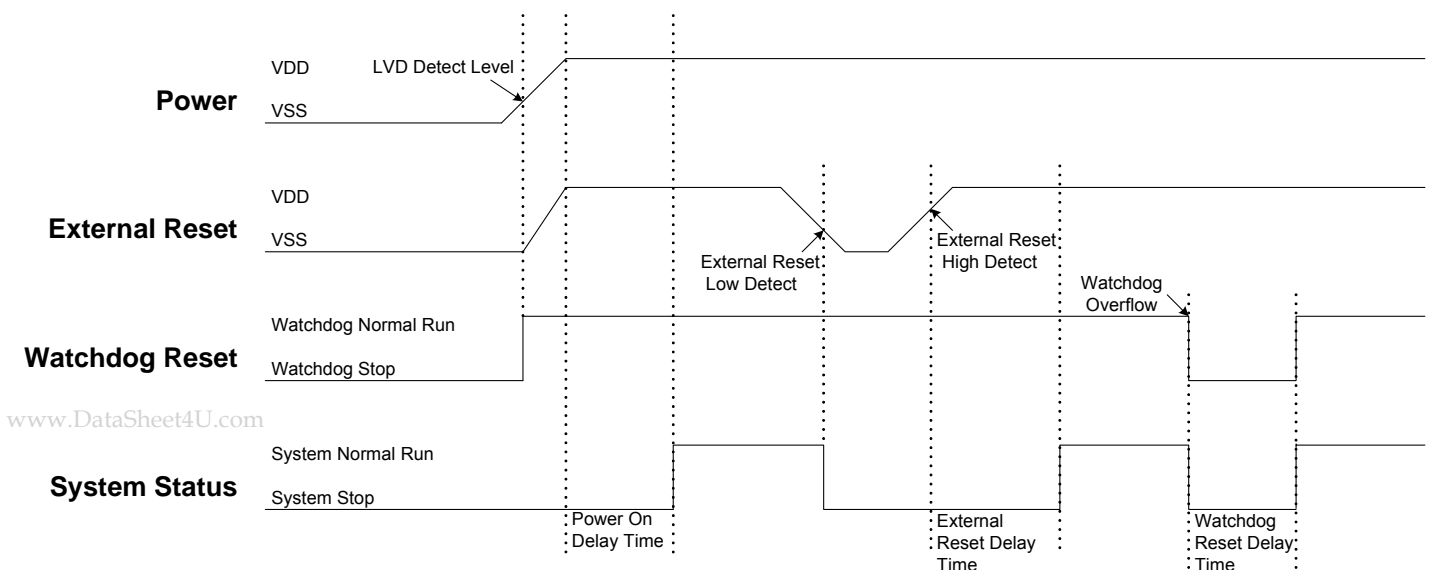 VDD
LVD Detect Level
Power
VSS
VDD
External Reset
VSS
External Reset
Low Detect
External Reset
High Detect
Watchdog
Overflow
Watchdog Normal Run
Watchdog Reset
Watchdog Stop
www.DataSheet4U.com
System Normal Run
System Status
System Stop
Power On
Delay Time
External
Reset Delay
Time
Watchdog
Reset Delay
Time